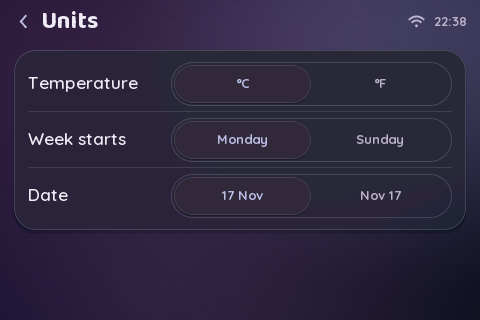 Units
22:38
Temperature
°C
°F
Week starts
Monday
Sunday
Date
17 Nov
Nov 17